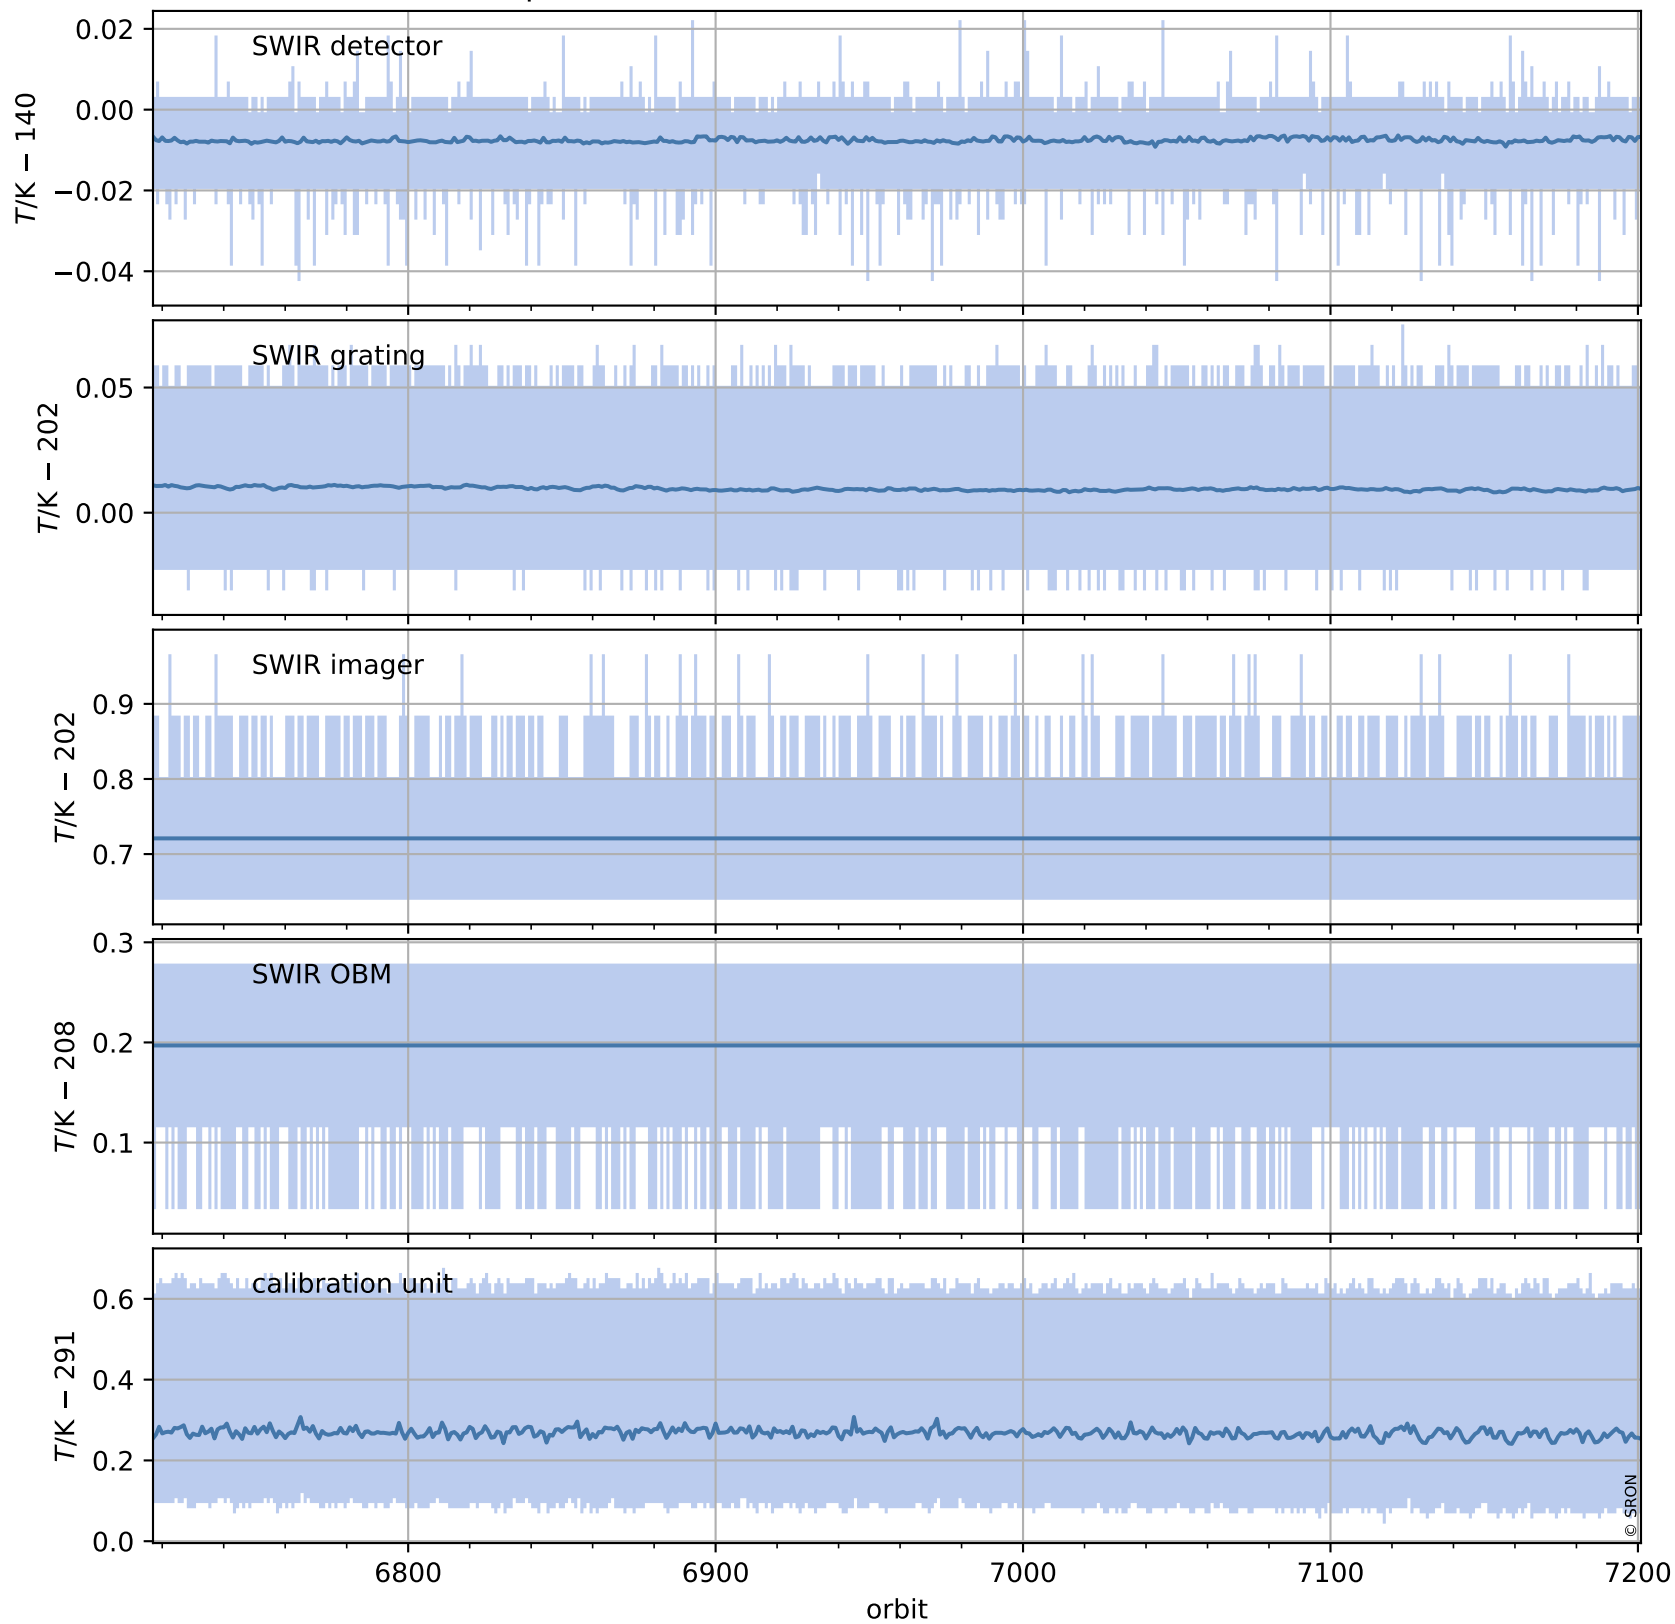 0.02
0.00
−0.02
−0.04
T/K − 140
SWIR detector
0.05
0.00
T/K − 202
SWIR grating
0.9
0.8
0.7
T/K − 202
SWIR imager
0.3
0.2
0.1
T/K − 208
SWIR OBM
0.6
0.4
0.2
0.0
T/K − 291
calibration unit
© SRON
6800 6900 7000 7100 7200
orbit